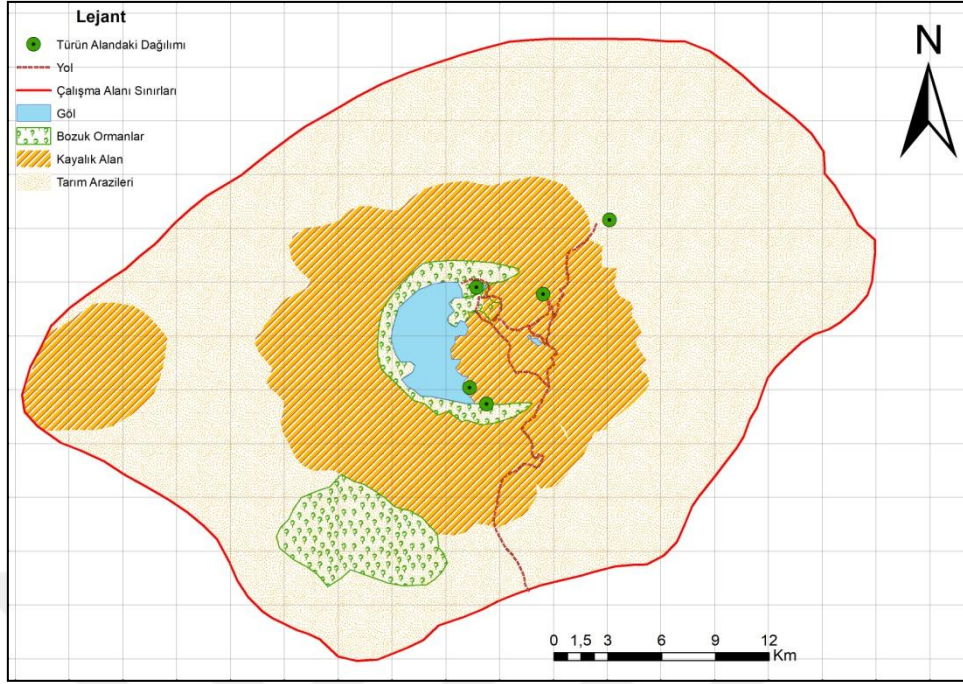 Lejant
Türün Alandaki Dağılımı
Yol
Çalışma Alanı Sınırları
Göl
Bozuk Ormanlar
Kayalık Alan
Tarım Arazileri
N
0 1,5 3 6 9 12
Km